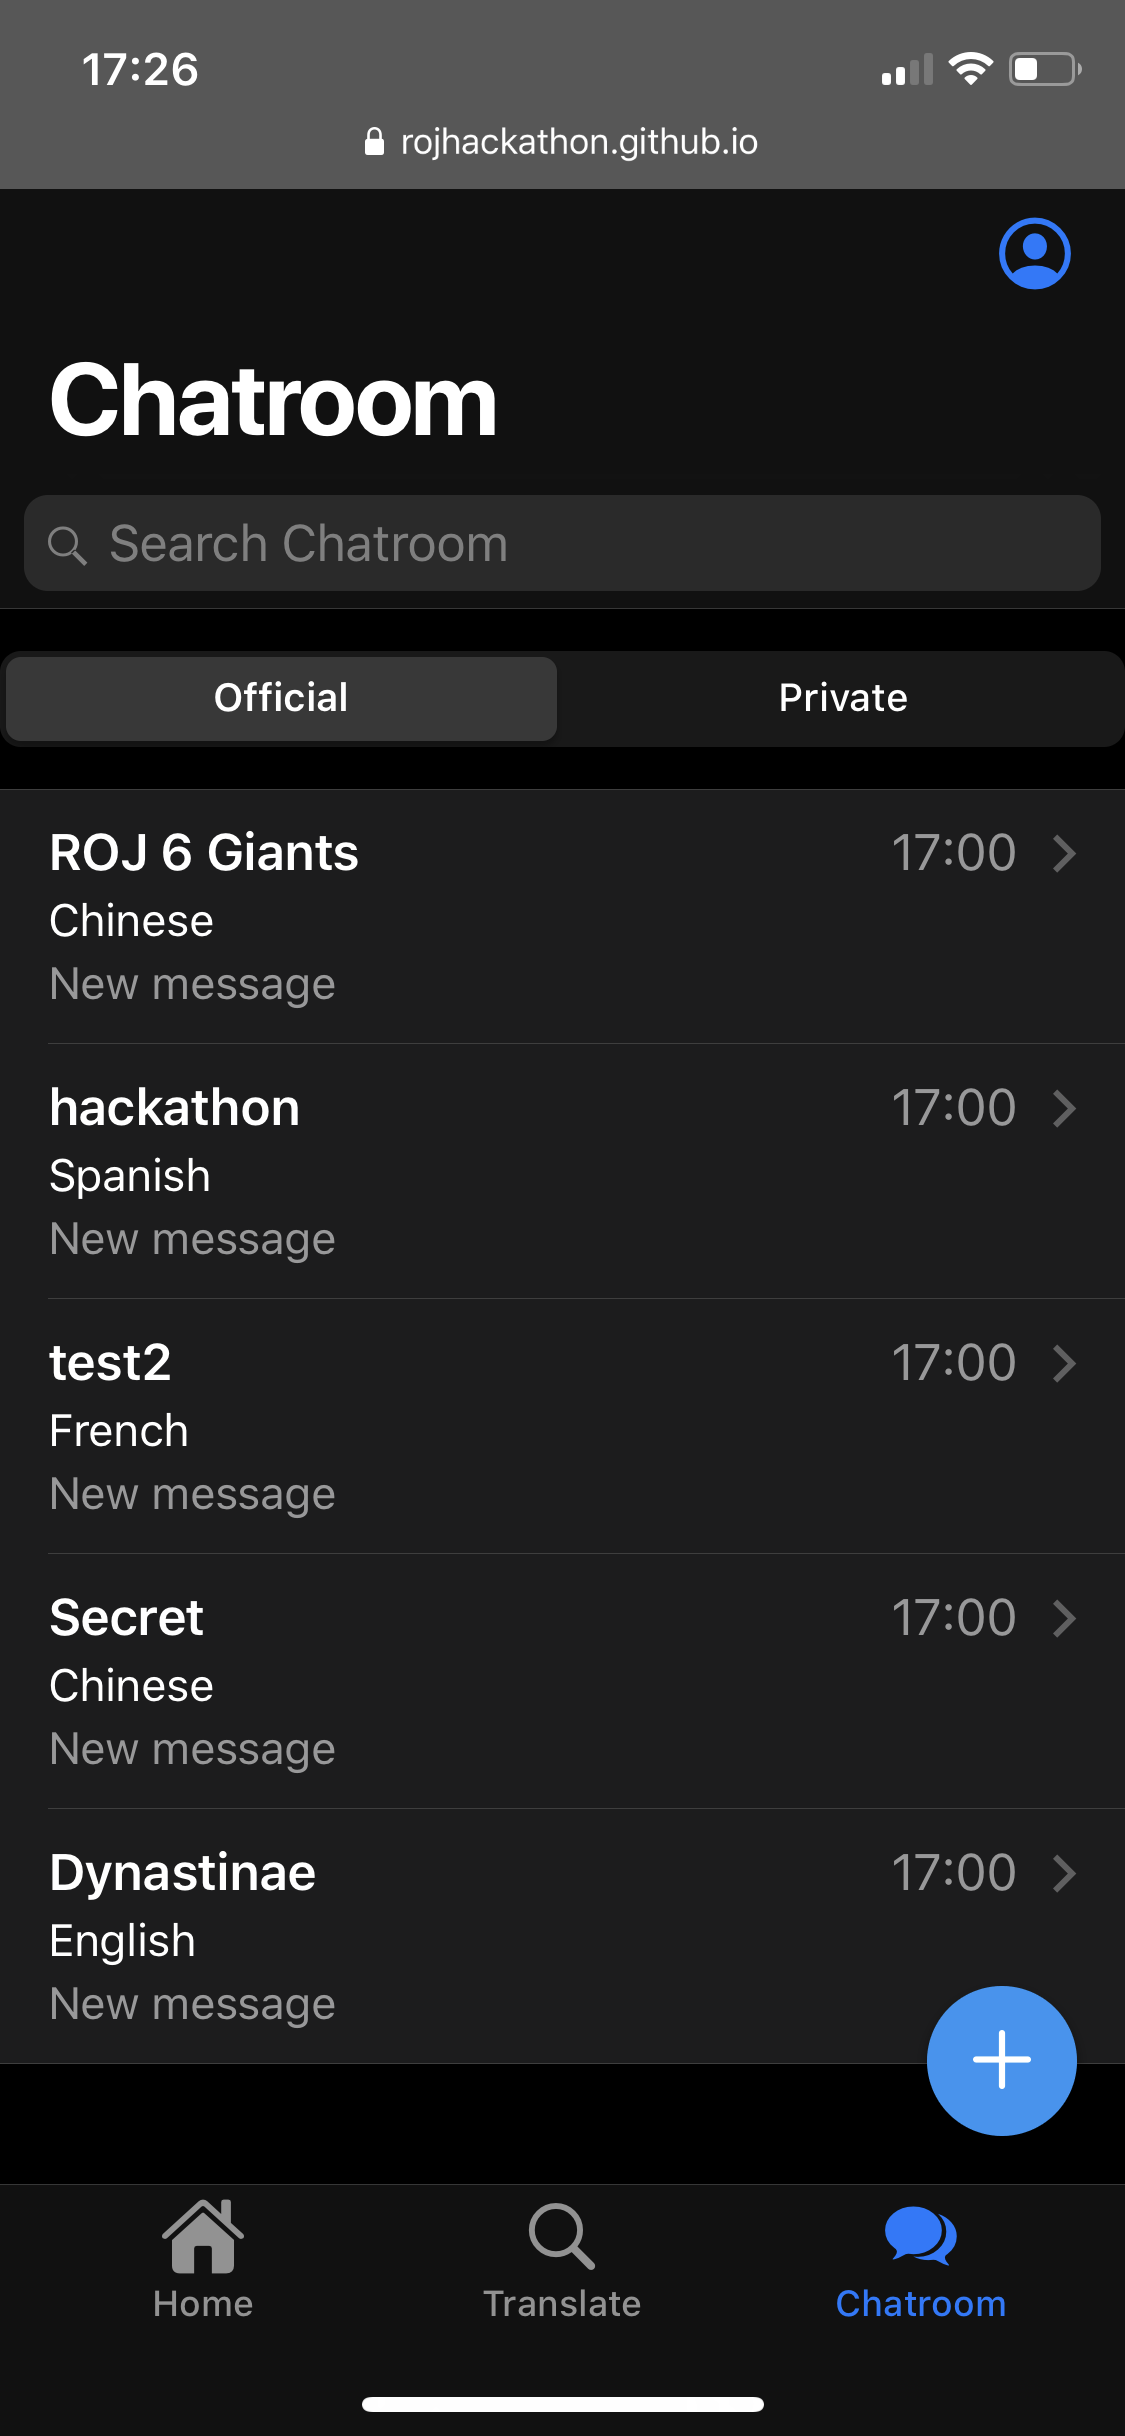 17:26
rojhackathon.github.io
Chatroom
Search Chatroom
Official Private
ROJ 6 Giants 17:00
Chinese
New message
hackathon 17:00
Spanish
New message
test2 17:00
French
New message
Secret 17:00
Chinese
New message
Dynastinae 17:00
English
New message
Home Translate Chatroom